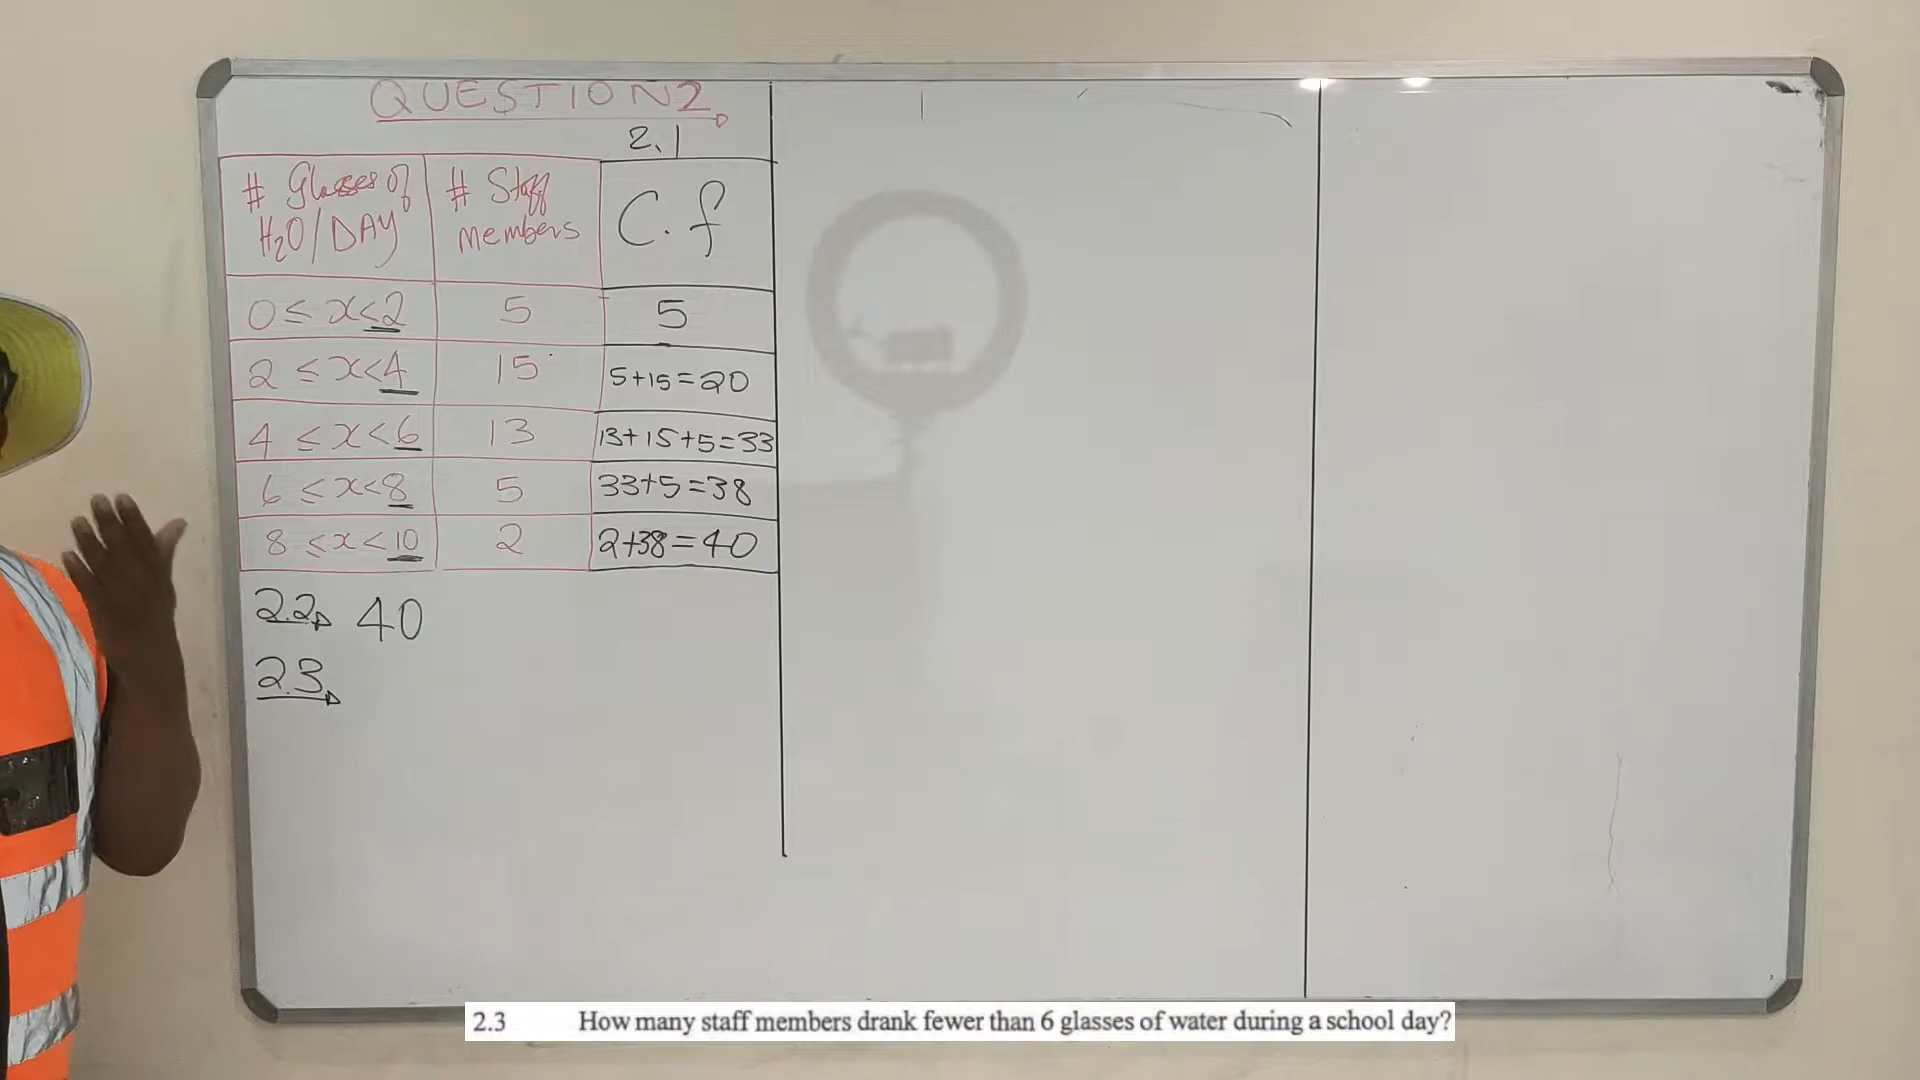 QUESTION 2
2.1
# Glasses of H₂O/DAY # Staff members C.f
0 ≤ x < 2 5 5
2 ≤ x < 4 15 5+15=20
4 ≤ x < 6 13 13+15+5=33
6 ≤ x < 8 5 33+5=38
8 ≤ x < 10 2 2+38=40
2.2 40
2.3
2.3 How many staff members drank fewer than 6 glasses of water during a school day?